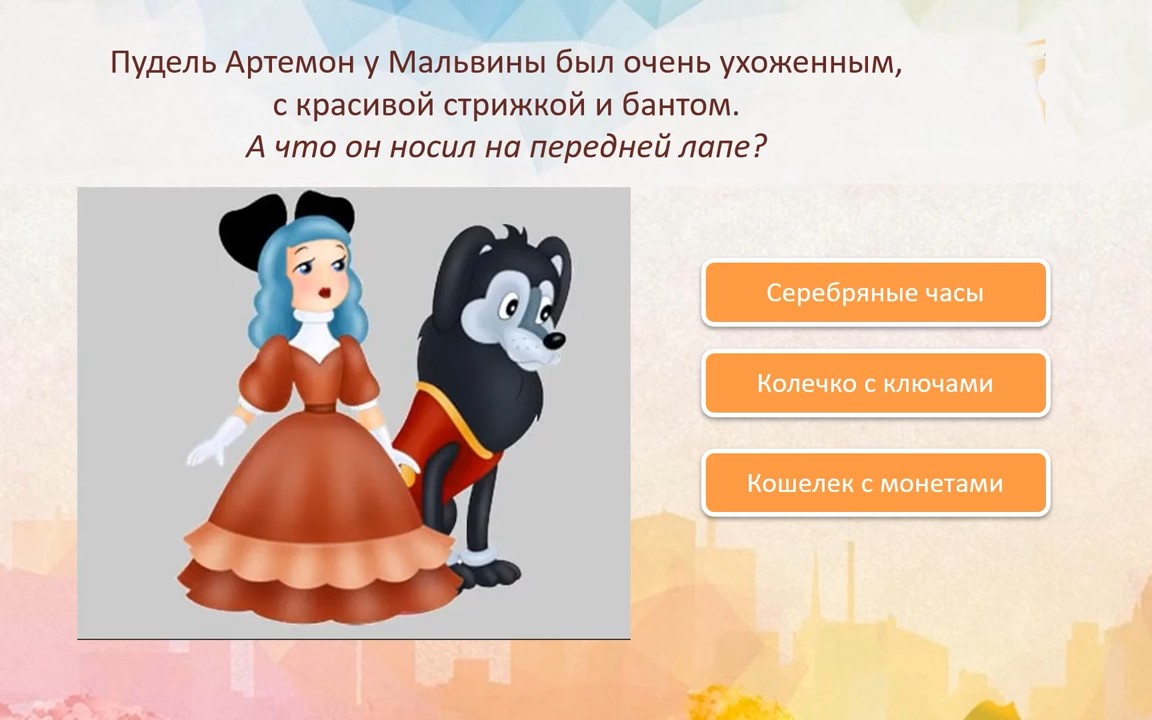 Пудель Артемон у Мальвины был очень ухоженным,
с красивой стрижкой и бантом.
А что он носил на передней лапе?
Серебряные часы
Колечко с ключами
Кошелек с монетами